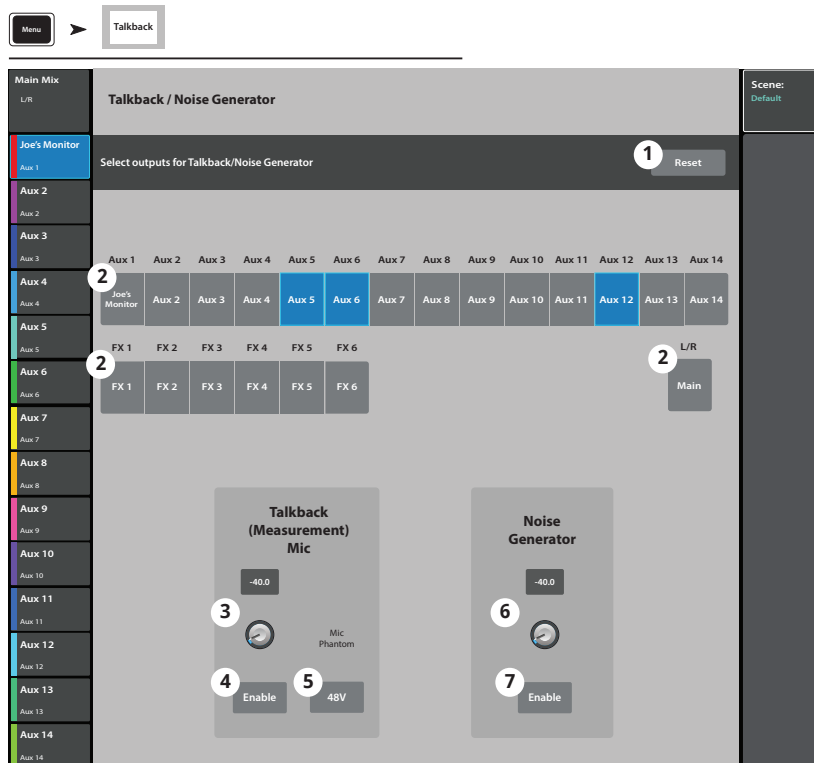 Menu
Talkback
Main Mix
L/R
Talkback / Noise Generator
Scene:
Default
Joe's Monitor
Aux 1
Select outputs for Talkback/Noise Generator
1
Reset
Aux 2
Aux 2
Aux 3
Aux 3
Aux 4
Aux 4
Aux 5
Aux 5
Aux 6
Aux 6
Aux 7
Aux 7
Aux 8
Aux 8
Aux 9
Aux 9
Aux 10
Aux 10
Aux 11
Aux 11
Aux 12
Aux 12
Aux 13
Aux 13
Aux 14
Aux 14
Aux 1 Aux 2 Aux 3 Aux 4 Aux 5 Aux 6 Aux 7 Aux 8 Aux 9 Aux 10 Aux 11 Aux 12 Aux 13 Aux 14
2
Joe's
Monitor
Aux 2 Aux 3 Aux 4 Aux 5 Aux 6 Aux 7 Aux 8 Aux 9 Aux 10 Aux 11 Aux 12 Aux 13 Aux 14
FX 1 FX 2 FX 3 FX 4 FX 5 FX 6
L/R
2
2
FX 1 FX 2 FX 3 FX 4 FX 5 FX 6
Main
Talkback
(Measurement)
Mic
-40.0
3
Mic
Phantom
4
Enable
5
48V
Noise
Generator
-40.0
6
7
Enable